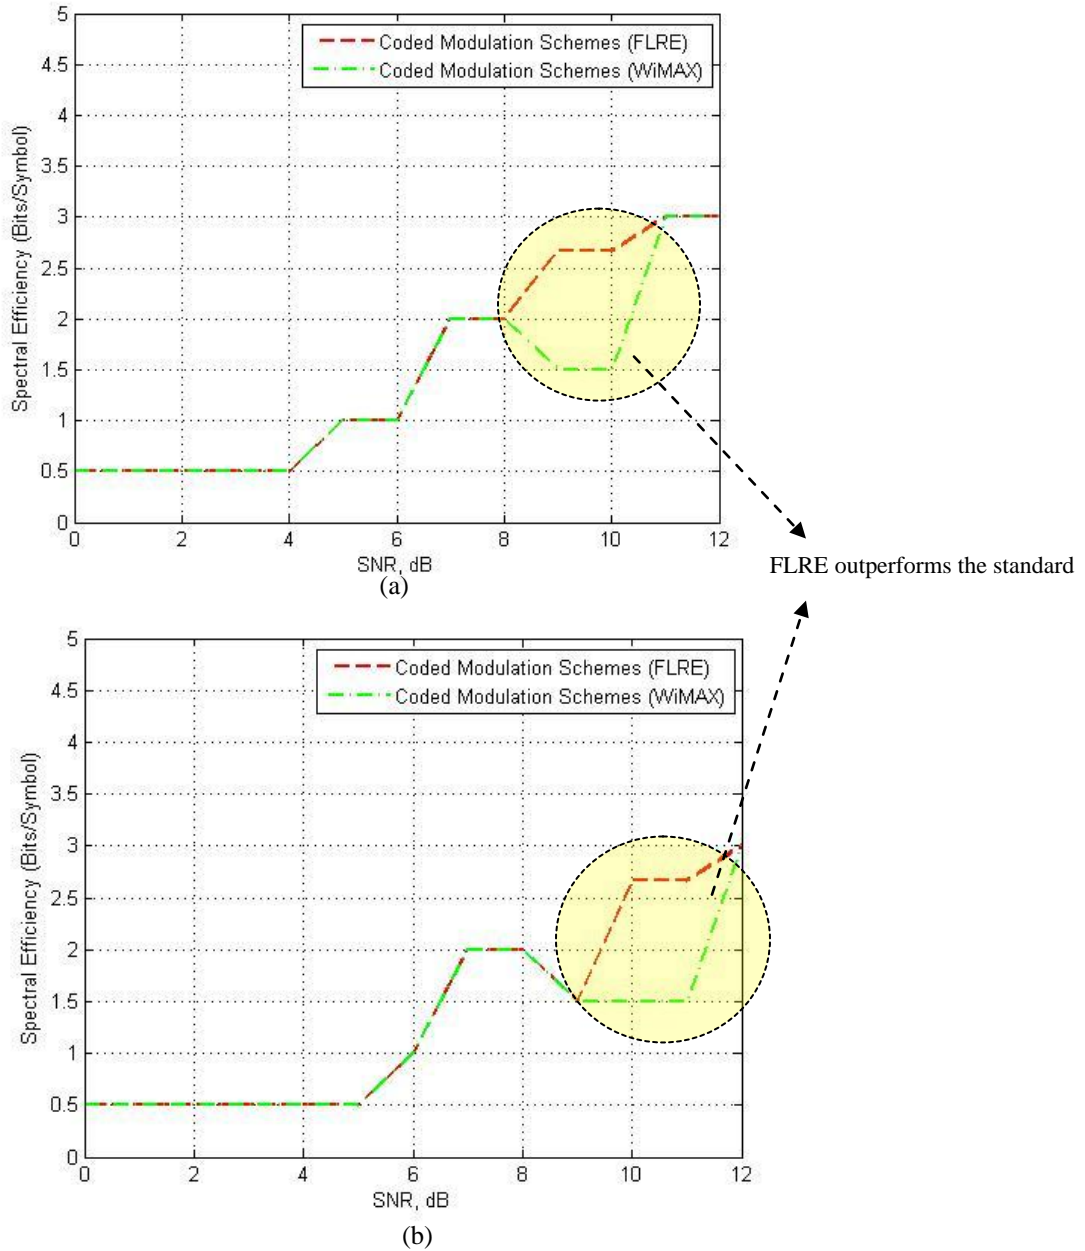 5
4.5
4
3.5
3
2.5
2
1.5
1
0.5
0
Spectral Efficiency (Bits/Symbol)
Coded Modulation Schemes (FLRE)
Coded Modulation Schemes (WiMAX)
0 2 4 6 8 10 12
SNR, dB
(a)
FLRE outperforms the standard
5
4.5
4
3.5
3
2.5
2
1.5
1
0.5
0
Spectral Efficiency (Bits/Symbol)
Coded Modulation Schemes (FLRE)
Coded Modulation Schemes (WiMAX)
0 2 4 6 8 10 12
SNR, dB
(b)